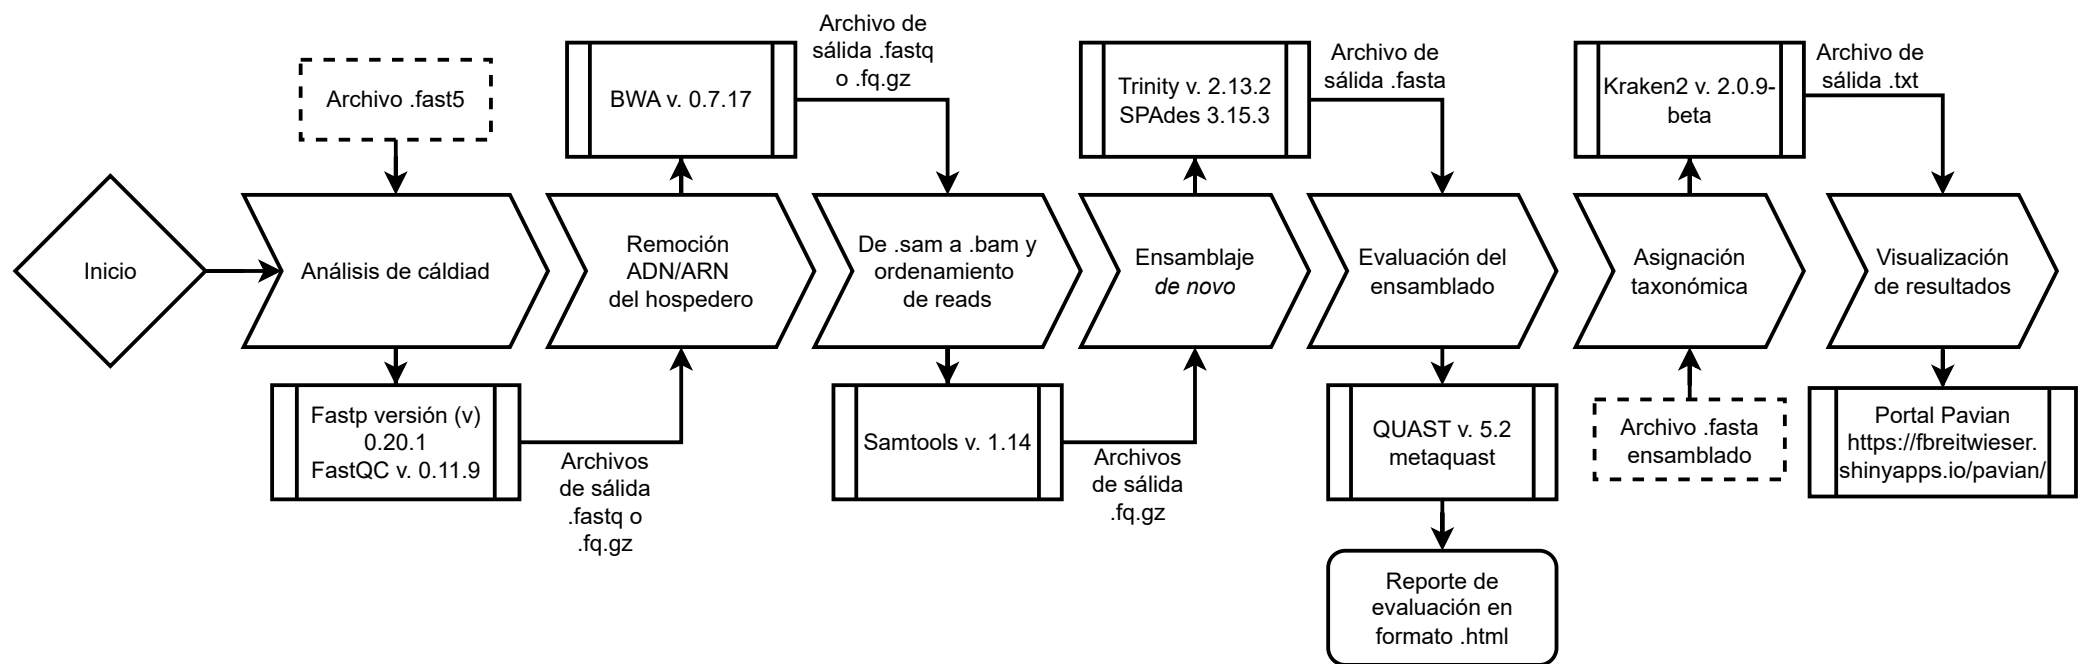 Inicio
Archivo .fast5
Análisis de cáldiad
Fastp versión (v)
0.20.1
FastQC v. 0.11.9
Archivos
de sálida
.fastq o
.fq.gz
Remoción
ADN/ARN
del hospedero
BWA v. 0.7.17
Archivo de
sálida .fastq
o .fq.gz
De .sam a .bam y
ordenamiento
de reads
Samtools v. 1.14
Archivos
de sálida
.fq.gz
Ensamblaje
de novo
Trinity v. 2.13.2
SPAdes 3.15.3
Archivo de
sálida .fasta
Evaluación del
ensamblado
QUAST v. 5.2
metaquast
Reporte de
evaluación en
formato .html
Archivo .fasta
ensamblado
Asignación
taxonómica
Kraken2 v. 2.0.9-
beta
Archivo de
sálida .txt
Visualización
de resultados
Portal Pavian
https://fbreitwieser.
shinyapps.io/pavian/